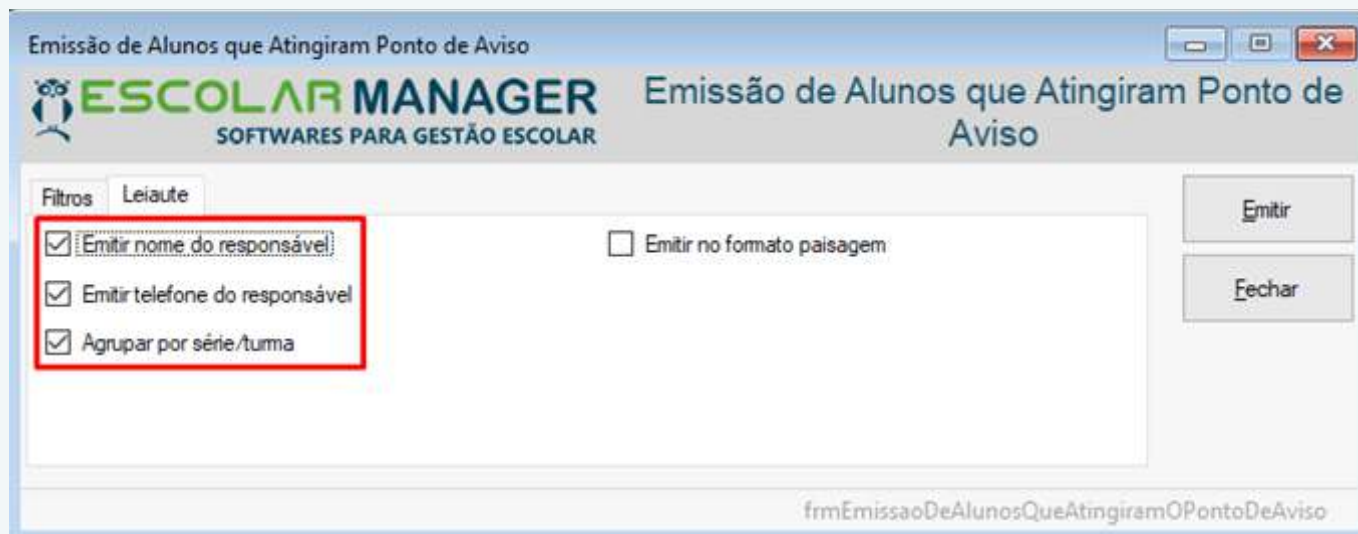 Emissão de Alunos que Atingiram Ponto de Aviso
ESCOLAR MANAGER
SOFTWARES PARA GESTÃO ESCOLAR
Emissão de Alunos que Atingiram Ponto de
Aviso
Filtros Leiaute
Emitir nome do responsável
Emitir no formato paisagem
Emitir telefone do responsável
Agrupar por série/turma
Emitir
Fechar
frmEmissaoDeAlunosQueAtingiramOPontoDeAviso